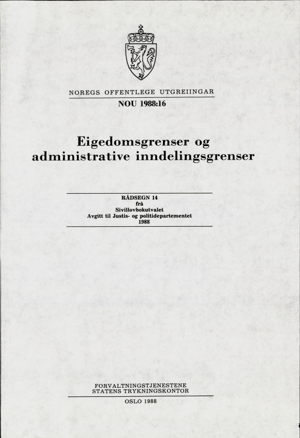 NOREGS OFFENTLEGE UTGREIINGAR
NOU 1988:16
Eigedomsgrenser og
administrative inndelingsgrenser
RÅDSEGN 14
frå
Sivillovbokutvalet
Avgitt til Justis- og politidepartementet
1988
FORVALTNINGSTJENESTENE
STATENS TRYKNINGSKONTOR
OSLO 1988